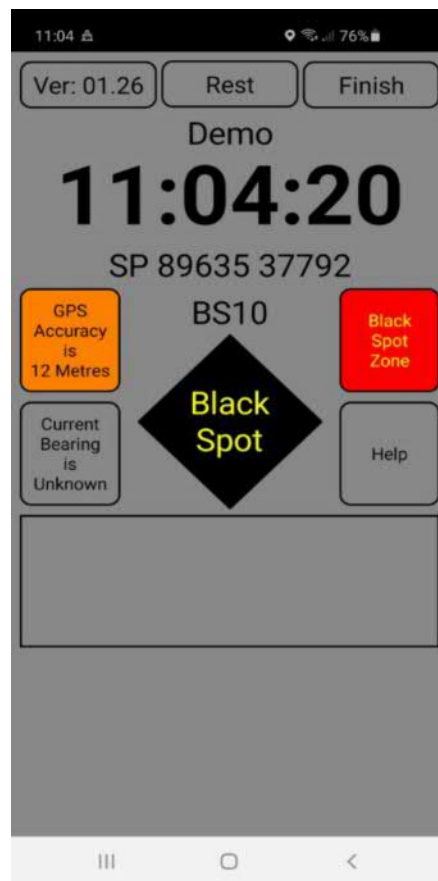 11:04 76%
Ver: 01.26 Rest Finish
Demo
11:04:20
SP 89635 37792
GPS
Accuracy
is
12 Metres
BS10
Black
Spot
Zone
Current
Bearing
is
Unknown
Black
Spot
Help